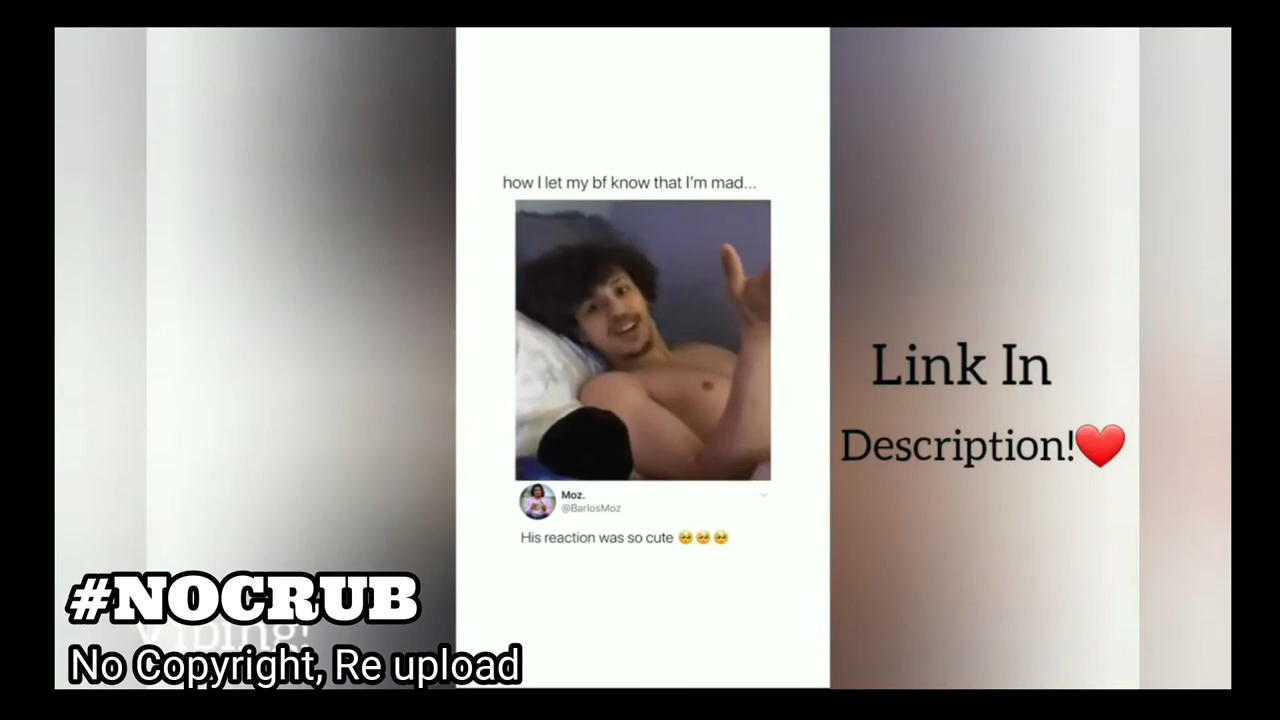 how I let my bf know that I'm mad...
Moz.
@BarlosMoz
His reaction was so cute 🥺🥺🥺
Link In
Description!❤️
#NOCRUB
Vibing!
No Copyright, Re upload